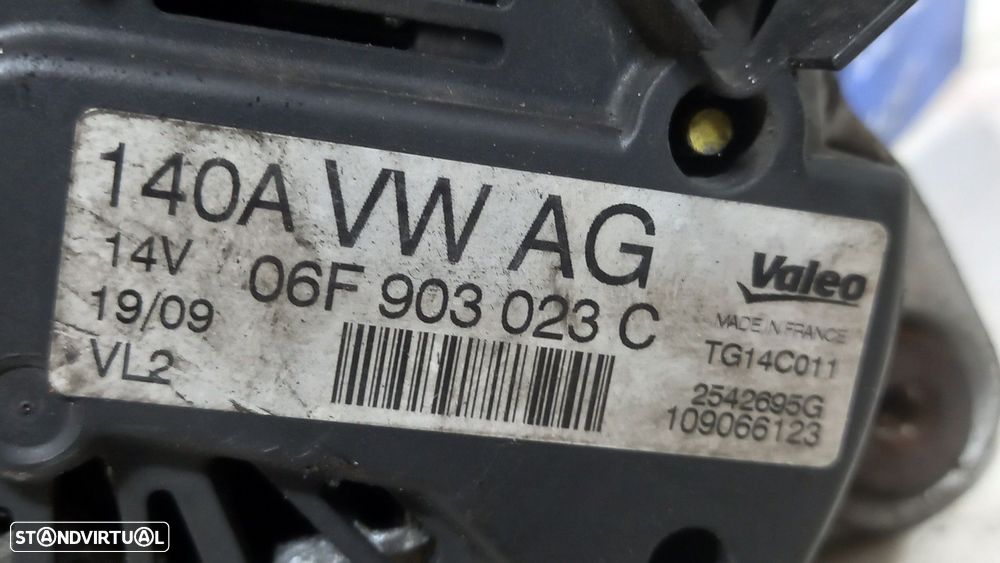 140A VW AG
14V 06F 903 023 C
19/09
VL2
Valeo
MADE IN FRANCE
TG14C011
2542695G
109066123
STANDVIRTUAL